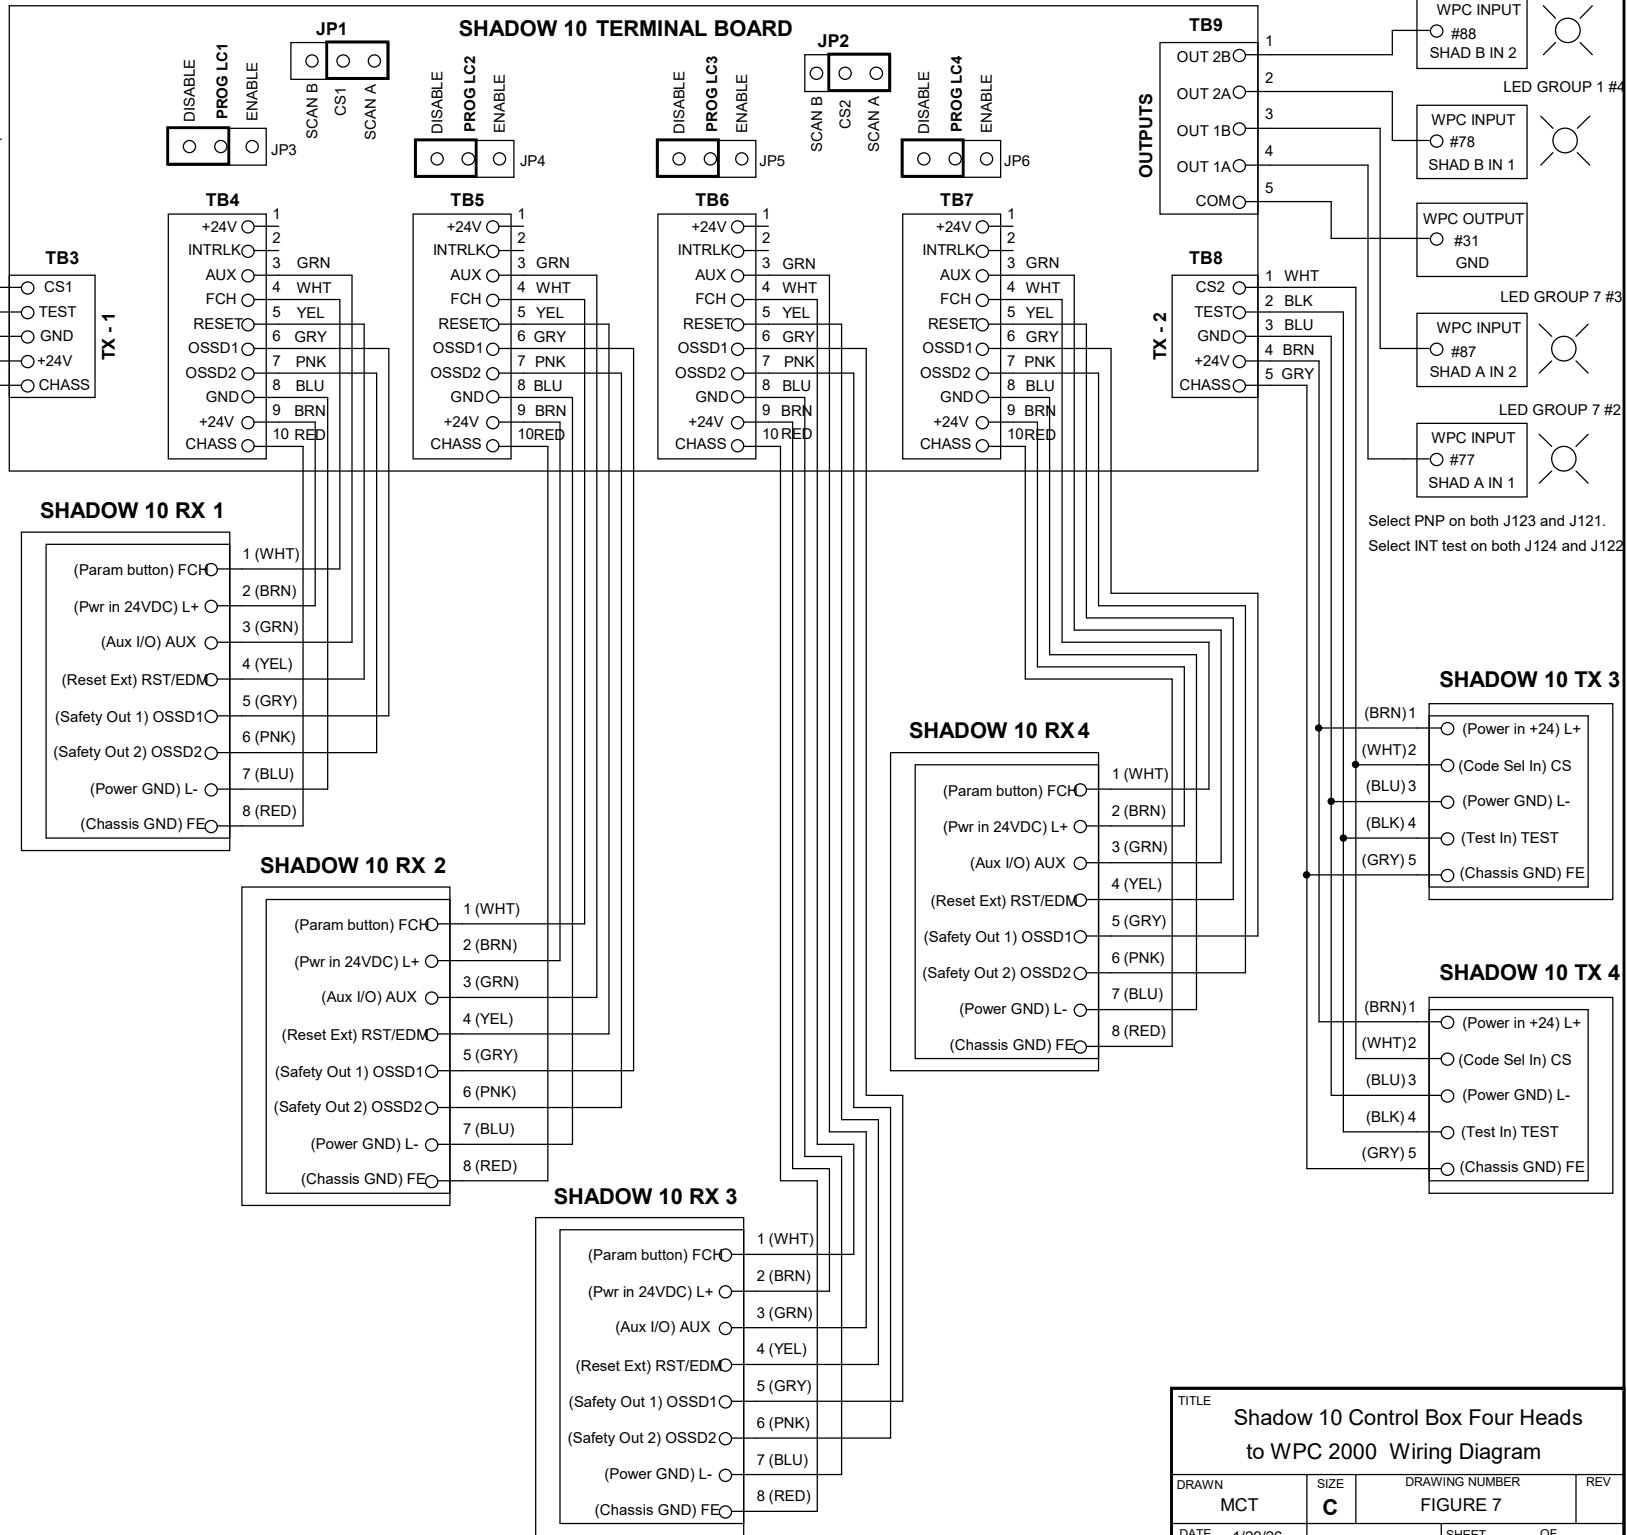 SHADOW 10 TERMINAL BOARD
JP1
SCAN B
CS1
SCAN A
JP2
SCAN B
CS2
SCAN A
DISABLE
PROG LC1
ENABLE
JP3
DISABLE
PROG LC2
ENABLE
JP4
DISABLE
PROG LC3
ENABLE
JP5
DISABLE
PROG LC4
ENABLE
JP6
TB3
CS1
TEST
GND
+24V
CHASS
TX - 1
TB4
+24V 1
INTRLK 2
AUX 3 GRN
FCH 4 WHT
RESET 5 YEL
OSSD1 6 GRY
OSSD2 7 PNK
GND 8 BLU
+24V 9 BRN
CHASS 10 RED
TB5
+24V 1
INTRLK 2
AUX 3 GRN
FCH 4 WHT
RESET 5 YEL
OSSD1 6 GRY
OSSD2 7 PNK
GND 8 BLU
+24V 9 BRN
CHASS 10 RED
TB6
+24V 1
INTRLK 2
AUX 3 GRN
FCH 4 WHT
RESET 5 YEL
OSSD1 6 GRY
OSSD2 7 PNK
GND 8 BLU
+24V 9 BRN
CHASS 10 RED
TB7
+24V 1
INTRLK 2
AUX 3 GRN
FCH 4 WHT
RESET 5 YEL
OSSD1 6 GRY
OSSD2 7 PNK
GND 8 BLU
+24V 9 BRN
CHASS 10 RED
TB9
OUTPUTS
OUT 2B 1
OUT 2A 2
OUT 1B 3
OUT 1A 4
COM 5
TB8
TX - 2
CS2 1 WHT
TEST 2 BLK
GND 3 BLU
+24V 4 BRN
CHASS 5 GRY
WPC INPUT
#88
SHAD B IN 2
LED GROUP 1 #4
WPC INPUT
#78
SHAD B IN 1
WPC OUTPUT
#31
GND
LED GROUP 7 #3
WPC INPUT
#87
SHAD A IN 2
LED GROUP 7 #2
WPC INPUT
#77
SHAD A IN 1
Select PNP on both J123 and J121.
Select INT test on both J124 and J122
SHADOW 10 RX 1
(Param button) FCH 1 (WHT)
(Pwr in 24VDC) L+ 2 (BRN)
(Aux I/O) AUX 3 (GRN)
(Reset Ext) RST/EDM 4 (YEL)
(Safety Out 1) OSSD1 5 (GRY)
(Safety Out 2) OSSD2 6 (PNK)
(Power GND) L- 7 (BLU)
(Chassis GND) FE 8 (RED)
SHADOW 10 RX 2
(Param button) FCH 1 (WHT)
(Pwr in 24VDC) L+ 2 (BRN)
(Aux I/O) AUX 3 (GRN)
(Reset Ext) RST/EDM 4 (YEL)
(Safety Out 1) OSSD1 5 (GRY)
(Safety Out 2) OSSD2 6 (PNK)
(Power GND) L- 7 (BLU)
(Chassis GND) FE 8 (RED)
SHADOW 10 RX 3
(Param button) FCH 1 (WHT)
(Pwr in 24VDC) L+ 2 (BRN)
(Aux I/O) AUX 3 (GRN)
(Reset Ext) RST/EDM 4 (YEL)
(Safety Out 1) OSSD1 5 (GRY)
(Safety Out 2) OSSD2 6 (PNK)
(Power GND) L- 7 (BLU)
(Chassis GND) FE 8 (RED)
SHADOW 10 RX 4
(Param button) FCH 1 (WHT)
(Pwr in 24VDC) L+ 2 (BRN)
(Aux I/O) AUX 3 (GRN)
(Reset Ext) RST/EDM 4 (YEL)
(Safety Out 1) OSSD1 5 (GRY)
(Safety Out 2) OSSD2 6 (PNK)
(Power GND) L- 7 (BLU)
(Chassis GND) FE 8 (RED)
SHADOW 10 TX 3
(BRN) 1 (Power in +24) L+
(WHT) 2 (Code Sel In) CS
(BLU) 3 (Power GND) L-
(BLK) 4 (Test In) TEST
(GRY) 5 (Chassis GND) FE
SHADOW 10 TX 4
(BRN) 1 (Power in +24) L+
(WHT) 2 (Code Sel In) CS
(BLU) 3 (Power GND) L-
(BLK) 4 (Test In) TEST
(GRY) 5 (Chassis GND) FE
TITLE
Shadow 10 Control Box Four Heads
to WPC 2000 Wiring Diagram
DRAWN SIZE DRAWING NUMBER REV
MCT C FIGURE 7
DATE SHEET OF